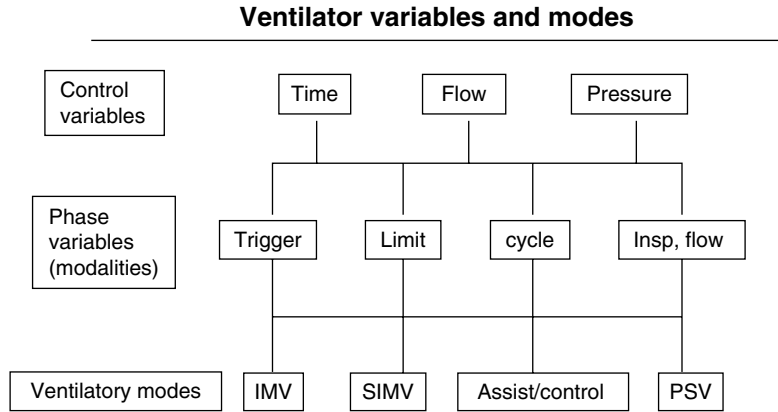 Ventilator variables and modes
Control
variables
Time
Flow
Pressure
Phase
variables
(modalities)
Trigger
Limit
cycle
Insp, flow
Ventilatory modes
IMV
SIMV
Assist/control
PSV